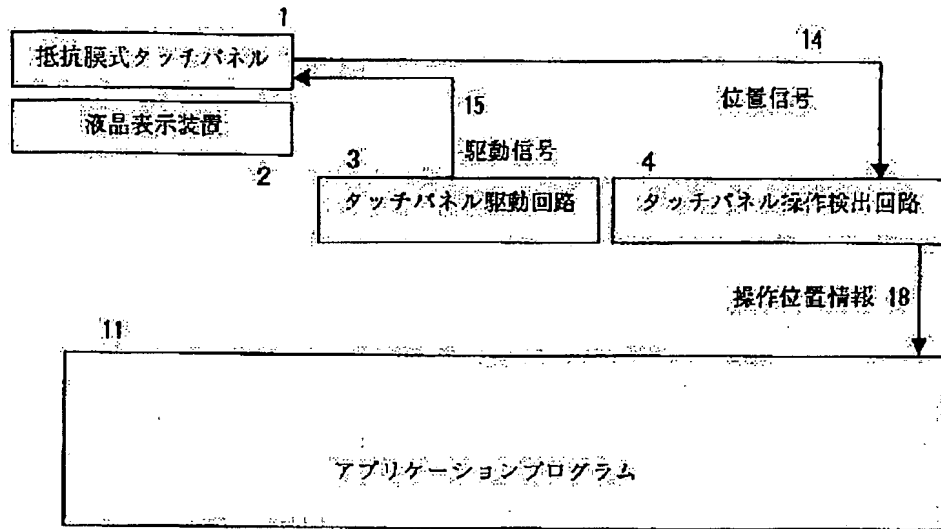 1
抵抗膜式タッチパネル
14
位置信号
15
駆動信号
液晶表示装置
2
3
タッチパネル駆動回路
4
タッチパネル操作検出回路
操作位置情報 18
11
アプリケーションプログラム